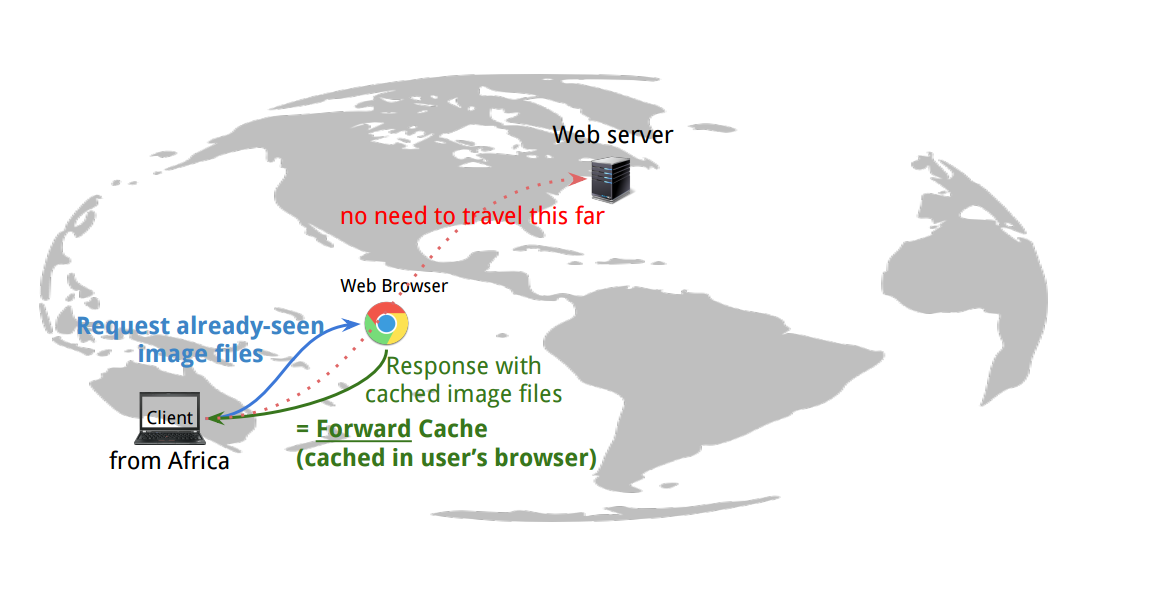 Web server
no need to travel this far
Web Browser
Request already-seen
image files
Response with
cached image files
Client
= Forward Cache
(cached in user's browser)
from Africa